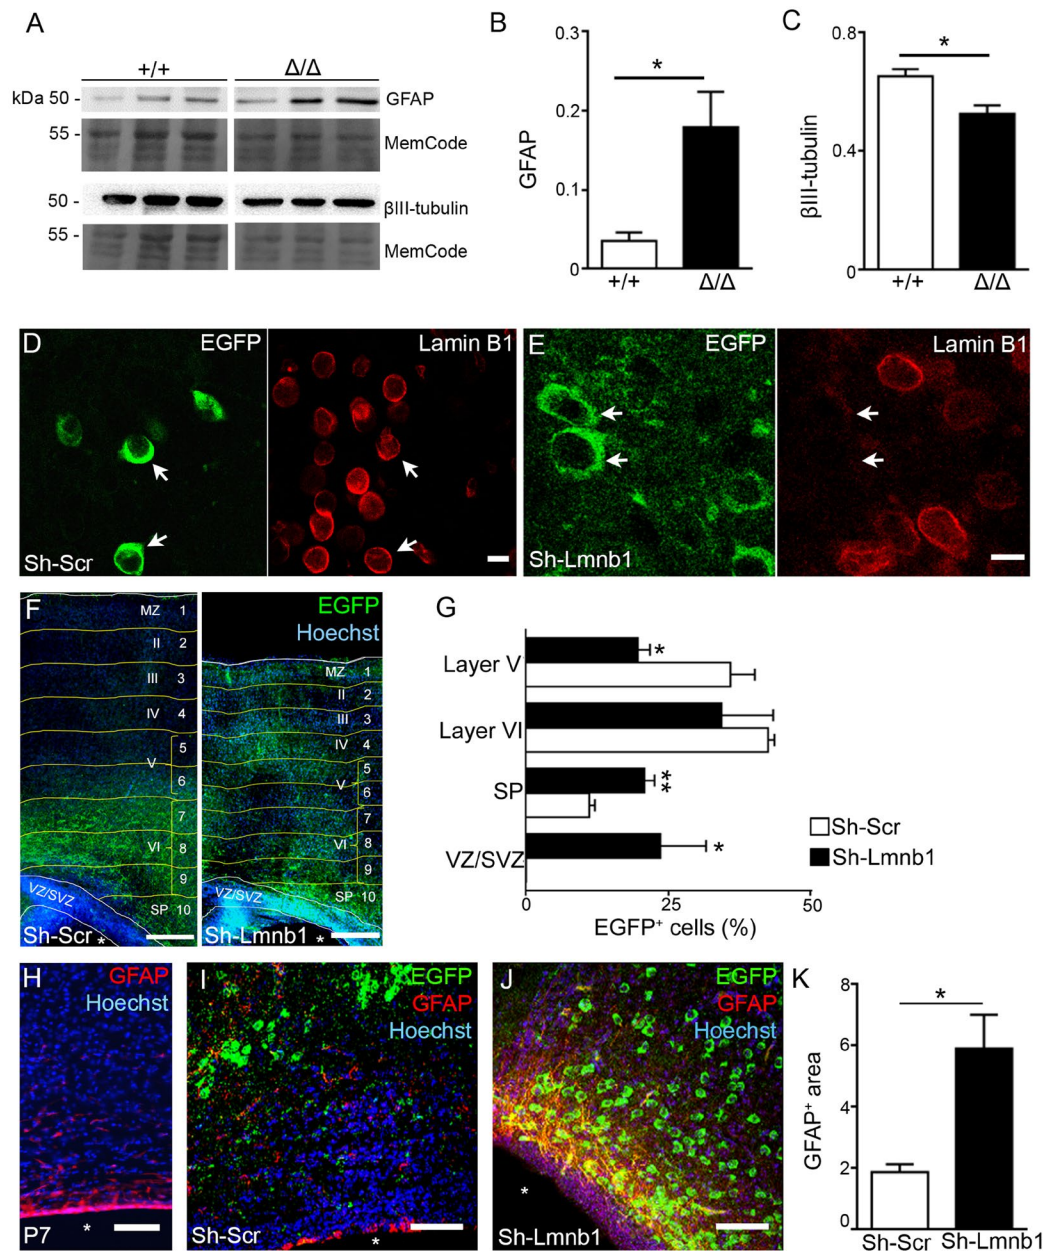 A
+/+ Δ/Δ
kDa 50 - GFAP
55 - MemCode
50 - βIII-tubulin
55 - MemCode
B
0.3
*
0.2
GFAP
0.1
0
+/+ Δ/Δ
C
0.8
*
βIII-tubulin
0.4
0
+/+ Δ/Δ
D EGFP Lamin B1
Sh-Scr
E EGFP Lamin B1
Sh-Lmnb1
F EGFP
Hoechst
MZ 1
II 2
III 3
IV 4
5
V
6
7
VI 8
9
VZ/SVZ
SP 10
Sh-Scr *
MZ 1
II 2
III 3
IV 4
5
V
6
7
VI 8
9
VZ/SVZ
SP 10
Sh-Lmnb1 *
G
Layer V *
Layer VI
SP **
VZ/SVZ *
0 25 50
EGFP+ cells (%)
Sh-Scr
Sh-Lmnb1
H GFAP
Hoechst
P7 *
I EGFP
GFAP
Hoechst
Sh-Scr *
J EGFP
GFAP
Hoechst
*
Sh-Lmnb1
K
8
*
6
GFAP+ area
4
2
0
Sh-Scr Sh-Lmnb1